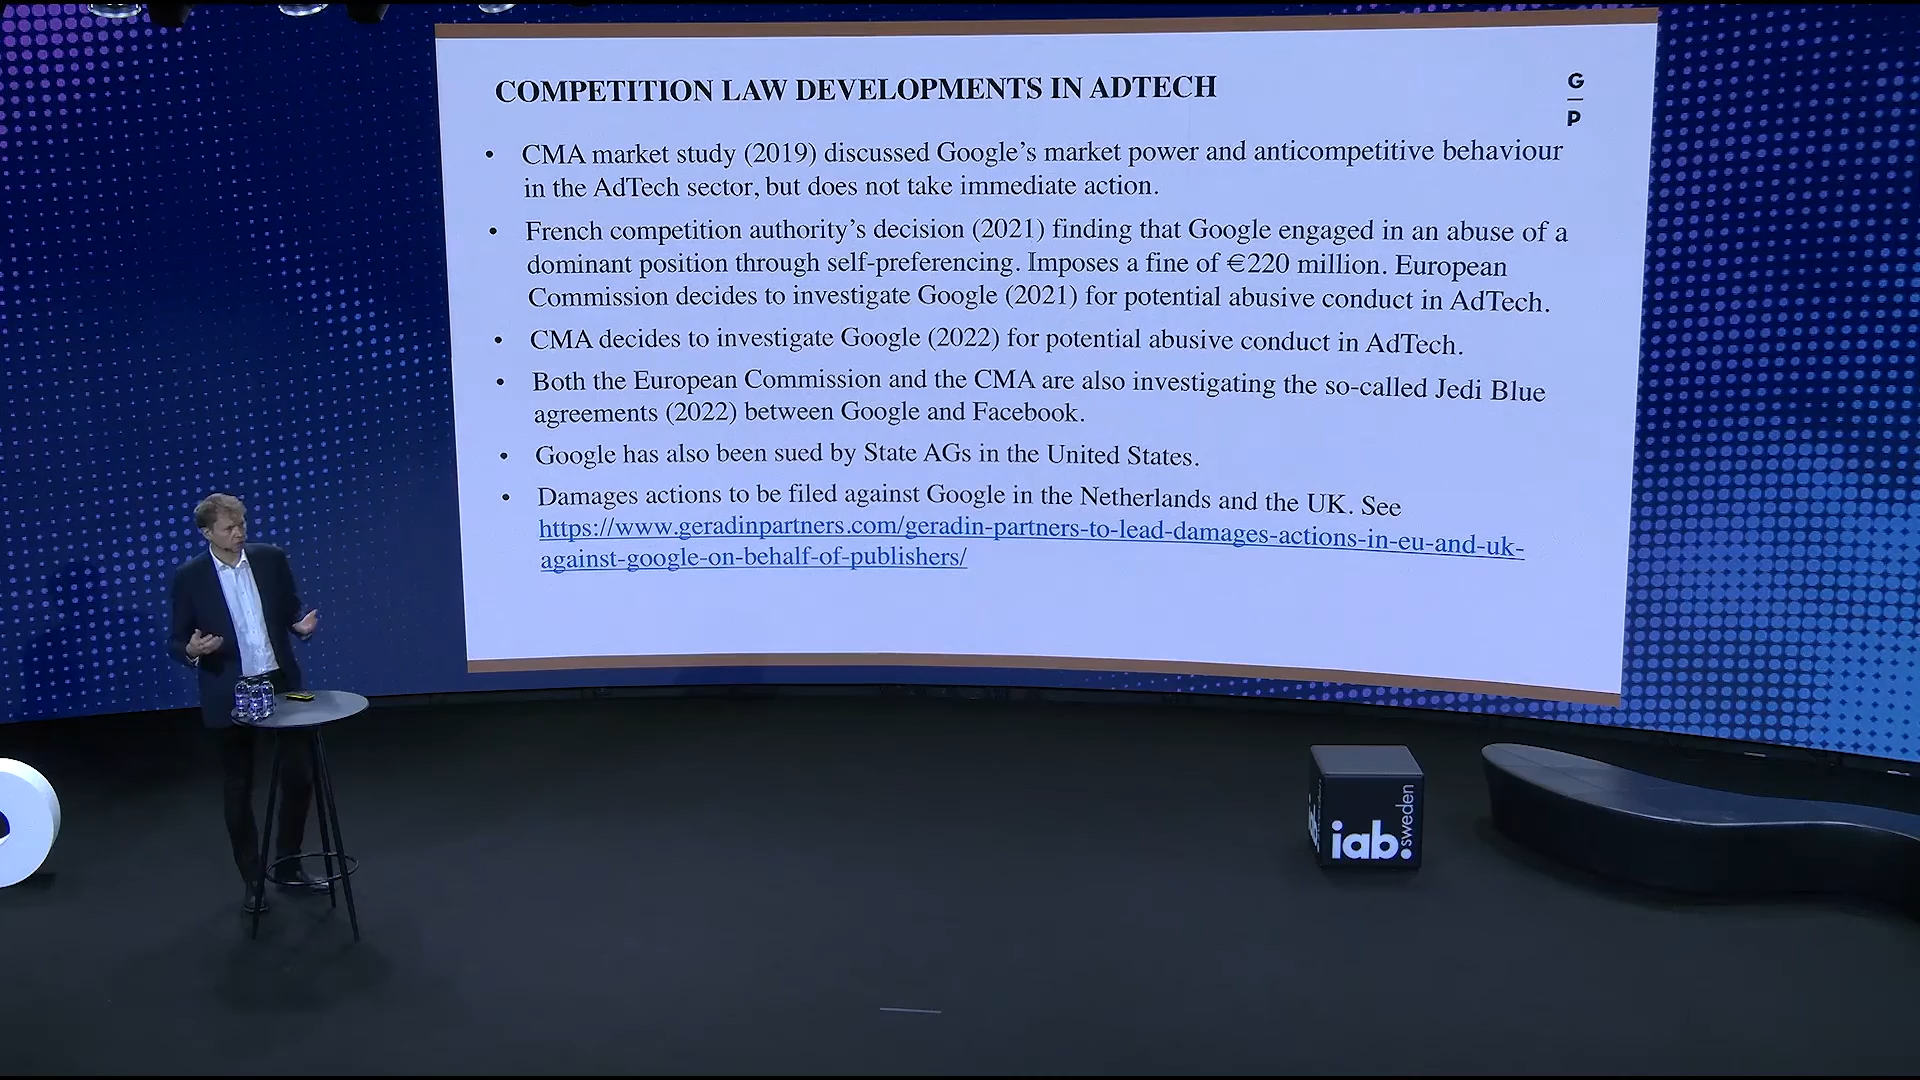 COMPETITION LAW DEVELOPMENTS IN ADTECH
G
P
• CMA market study (2019) discussed Google's market power and anticompetitive behaviour
in the AdTech sector, but does not take immediate action.
• French competition authority's decision (2021) finding that Google engaged in an abuse of a
dominant position through self-preferencing. Imposes a fine of €220 million. European
Commission decides to investigate Google (2021) for potential abusive conduct in AdTech.
• CMA decides to investigate Google (2022) for potential abusive conduct in AdTech.
• Both the European Commission and the CMA are also investigating the so-called Jedi Blue
agreements (2022) between Google and Facebook.
• Google has also been sued by State AGs in the United States.
• Damages actions to be filed against Google in the Netherlands and the UK. See
https://www.geradinpartners.com/geradin-partners-to-lead-damages-actions-in-eu-and-uk-
against-google-on-behalf-of-publishers/
iab.
sweden